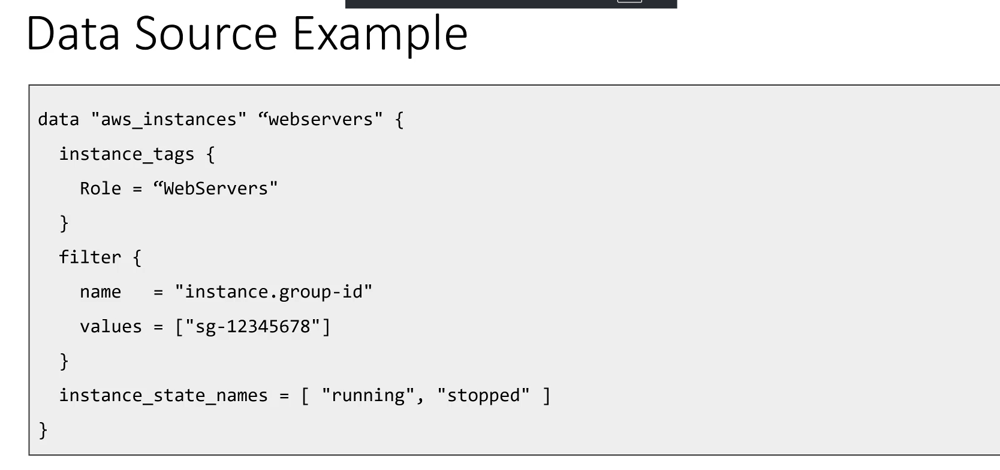 Data Source Example
data "aws_instances" “webservers" {
  instance_tags {
    Role = “WebServers"
  }
  filter {
    name   = "instance.group-id"
    values = ["sg-12345678"]
  }
  instance_state_names = [ "running", "stopped" ]
}